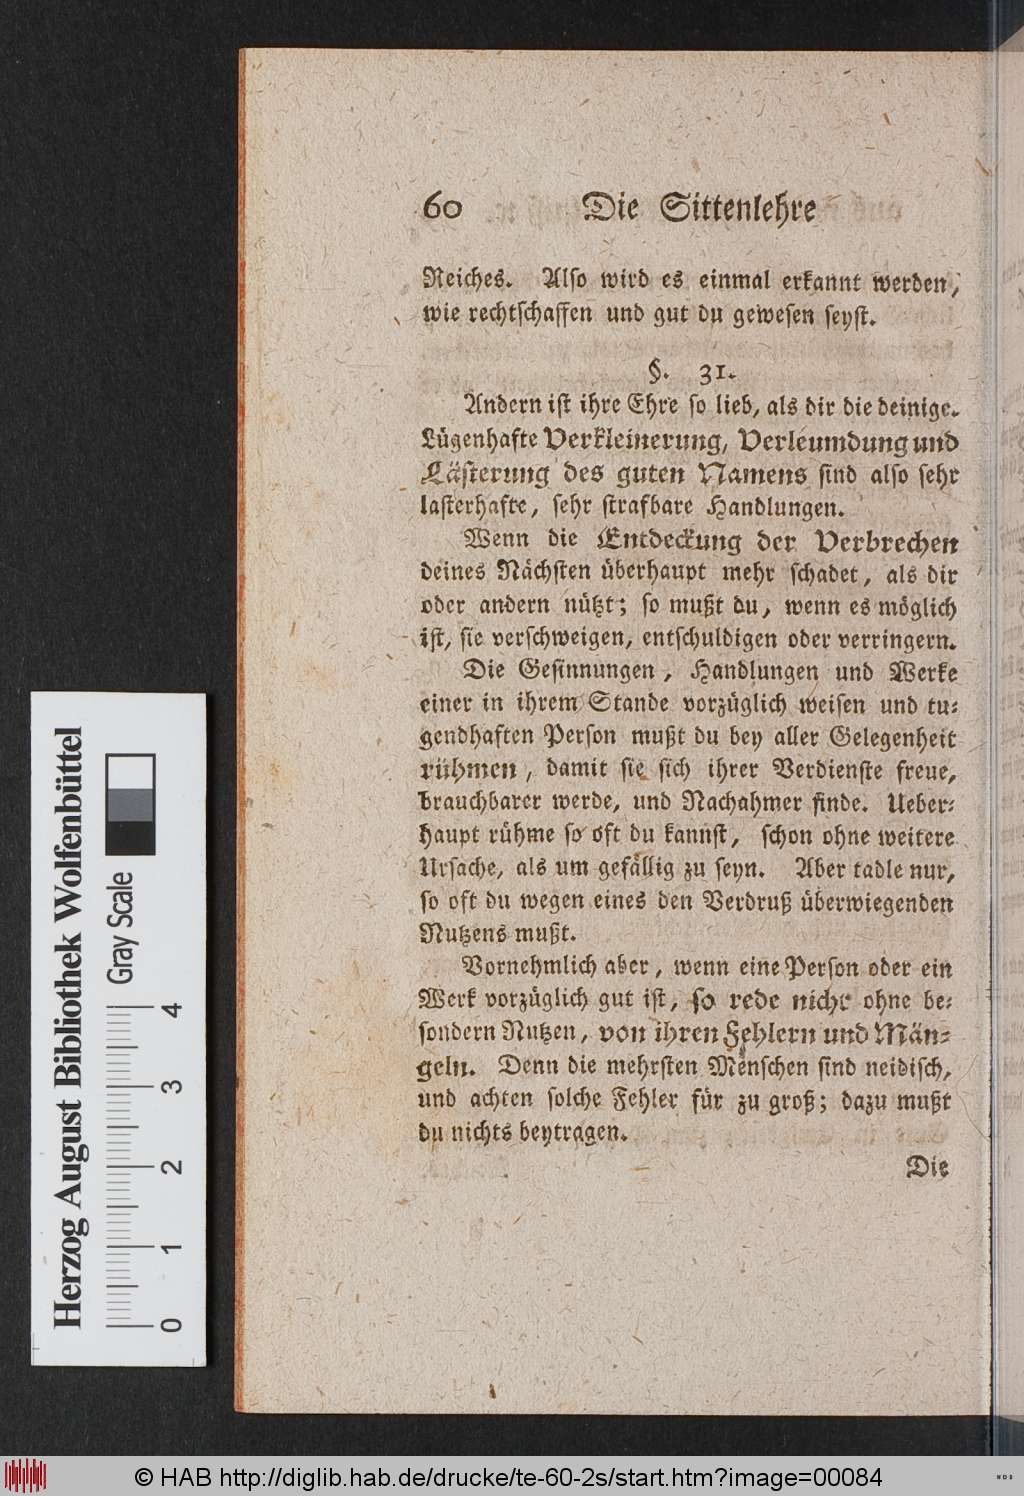 60 Die Sittenlehre
Reiches. Alſo wird es einmal erkannt werden,
wie rechtſchaffen und gut du geweſen ſeyſt.
§. 31.
Andern iſt ihre Ehre ſo lieb, als dir die deinige.
Lügenhafte Verkleinerung, Verleumdung und
Läſterung des guten Namens ſind alſo ſehr
laſterhafte, ſehr ſtrafbare Handlungen.
Wenn die Entdeckung der Verbrechen
deines Nächſten überhaupt mehr ſchadet, als dir
oder andern nützt; ſo mußt du, wenn es möglich
iſt, ſie verſchweigen, entſchuldigen oder verringern.
Die Geſinnungen, Handlungen und Werke
einer in ihrem Stande vorzüglich weiſen und tu⸗
gendhaften Perſon mußt du bey aller Gelegenheit
rühmen, damit ſie ſich ihrer Verdienſte freue,
brauchbarer werde, und Nachahmer finde. Ueber⸗
haupt rühme ſo oft du kannſt, ſchon ohne weitere
Urſache, als um gefällig zu ſeyn. Aber tadle nur,
ſo oft du wegen eines den Verdruß überwiegenden
Nutzens mußt.
Vornehmlich aber, wenn eine Perſon oder ein
Werk vorzüglich gut iſt, ſo rede nicht ohne be⸗
ſondern Nutzen, von ihren Fehlern und Män⸗
geln. Denn die mehrſten Menſchen ſind neidiſch,
und achten ſolche Fehler für zu groß; dazu mußt
du nichts beytragen.
Die
Herzog August Bibliothek Wolfenbüttel
Gray Scale
0 1 2 3 4
© HAB http://diglib.hab.de/drucke/te-60-2s/start.htm?image=00084